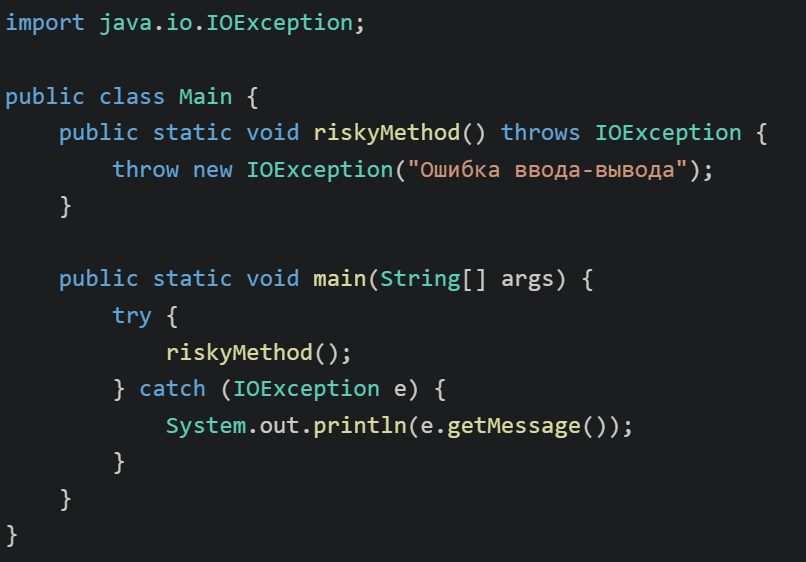 import java.io.IOException;
public class Main {
    public static void riskyMethod() throws IOException {
        throw new IOException("Ошибка ввода-вывода");
    }
    public static void main(String[] args) {
        try {
            riskyMethod();
        } catch (IOException e) {
            System.out.println(e.getMessage());
        }
    }
}